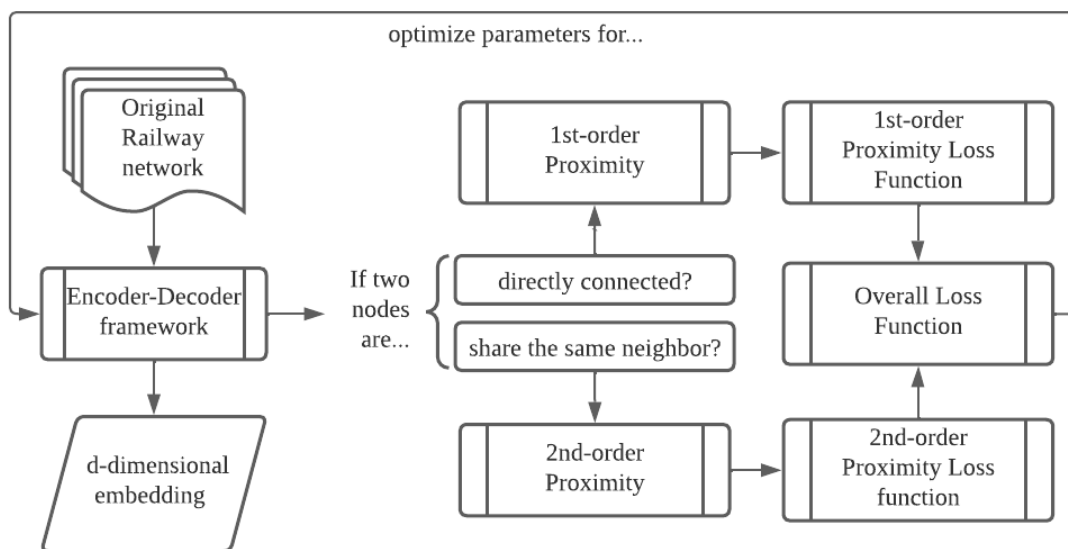 optimize parameters for...
Original
Railway
network
Encoder-Decoder
framework
d-dimensional
embedding
If two
nodes
are...
directly connected?
share the same neighbor?
1st-order
Proximity
1st-order
Proximity Loss
Function
Overall Loss
Function
2nd-order
Proximity
2nd-order
Proximity Loss
function